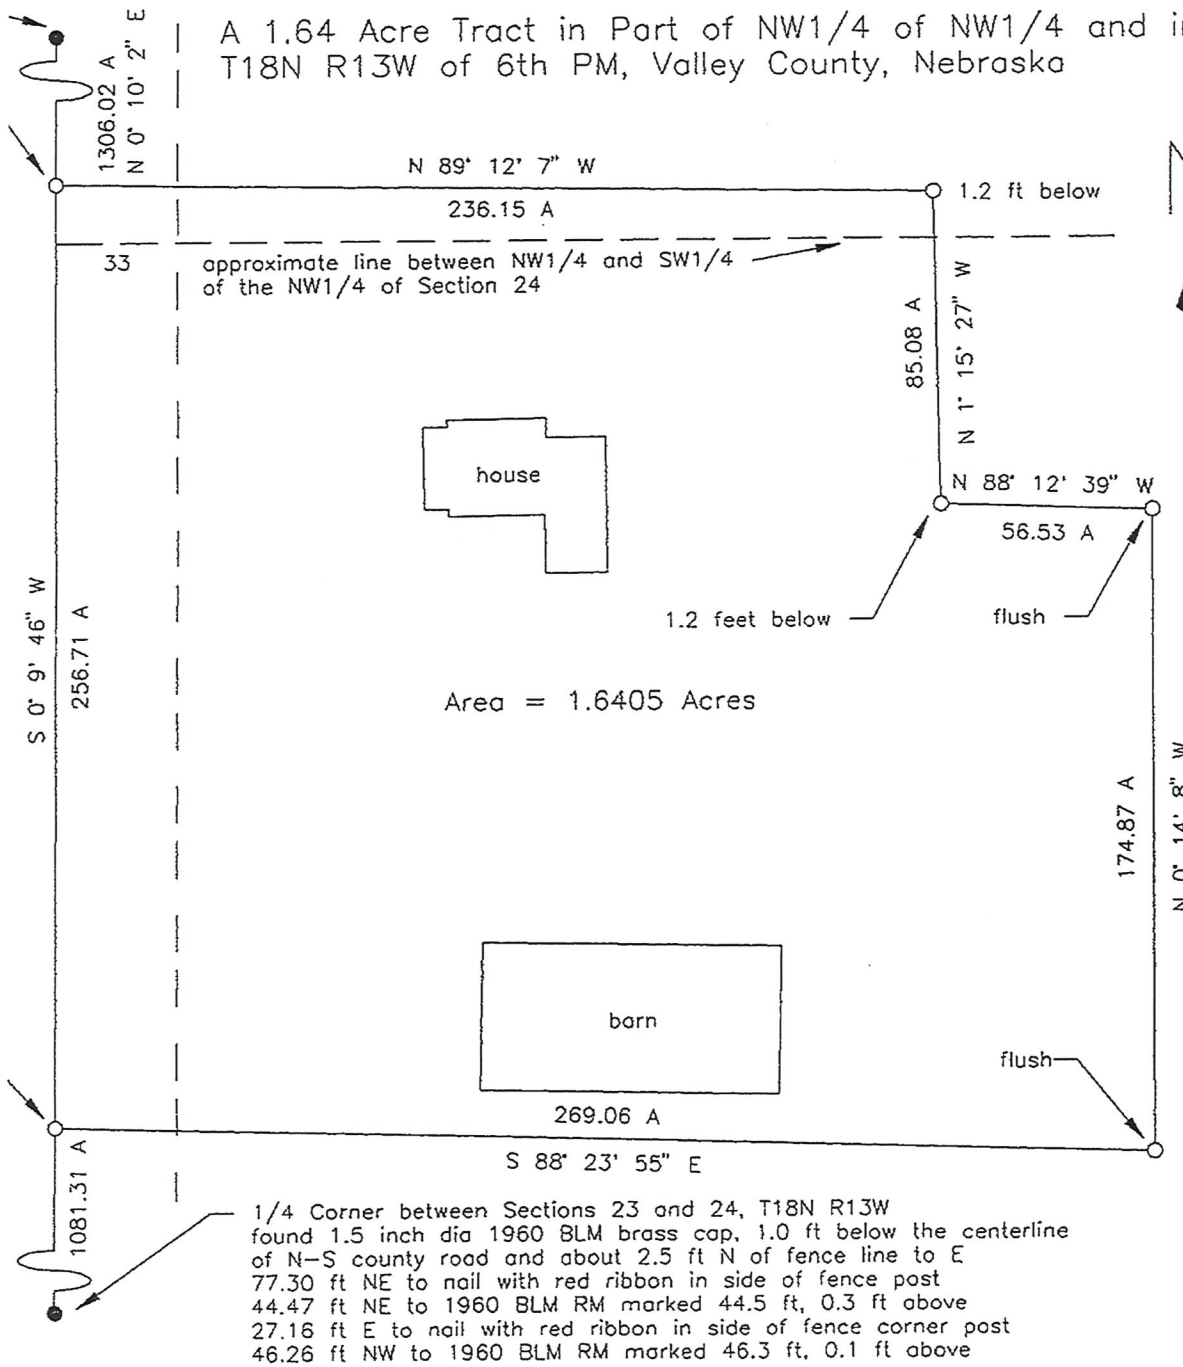 A 1.64 Acre Tract in Part of NW1/4 of NW1/4 and
T18N R13W of 6th PM, Valley County, Nebraska
1306.02 A
N 0° 10' 2" E
N 89° 12' 7" W
236.15 A
1.2 ft below
33
approximate line between NW1/4 and SW1/4
of the NW1/4 of Section 24
85.08 A
N 1° 15' 27" W
house
N 88° 12' 39" W
56.53 A
1.2 feet below
flush
S 0° 9' 46" W
256.71 A
Area = 1.6405 Acres
174.87 A
N 0° 14' 8" W
barn
flush
269.06 A
S 88° 23' 55" E
1081.31 A
1/4 Corner between Sections 23 and 24, T18N R13W
found 1.5 inch dia 1960 BLM brass cap, 1.0 ft below the centerline
of N-S county road and about 2.5 ft N of fence line to E
77.30 ft NE to nail with red ribbon in side of fence post
44.47 ft NE to 1960 BLM RM marked 44.5 ft, 0.3 ft above
27.16 ft E to nail with red ribbon in side of fence corner post
46.26 ft NW to 1960 BLM RM marked 46.3 ft, 0.1 ft above